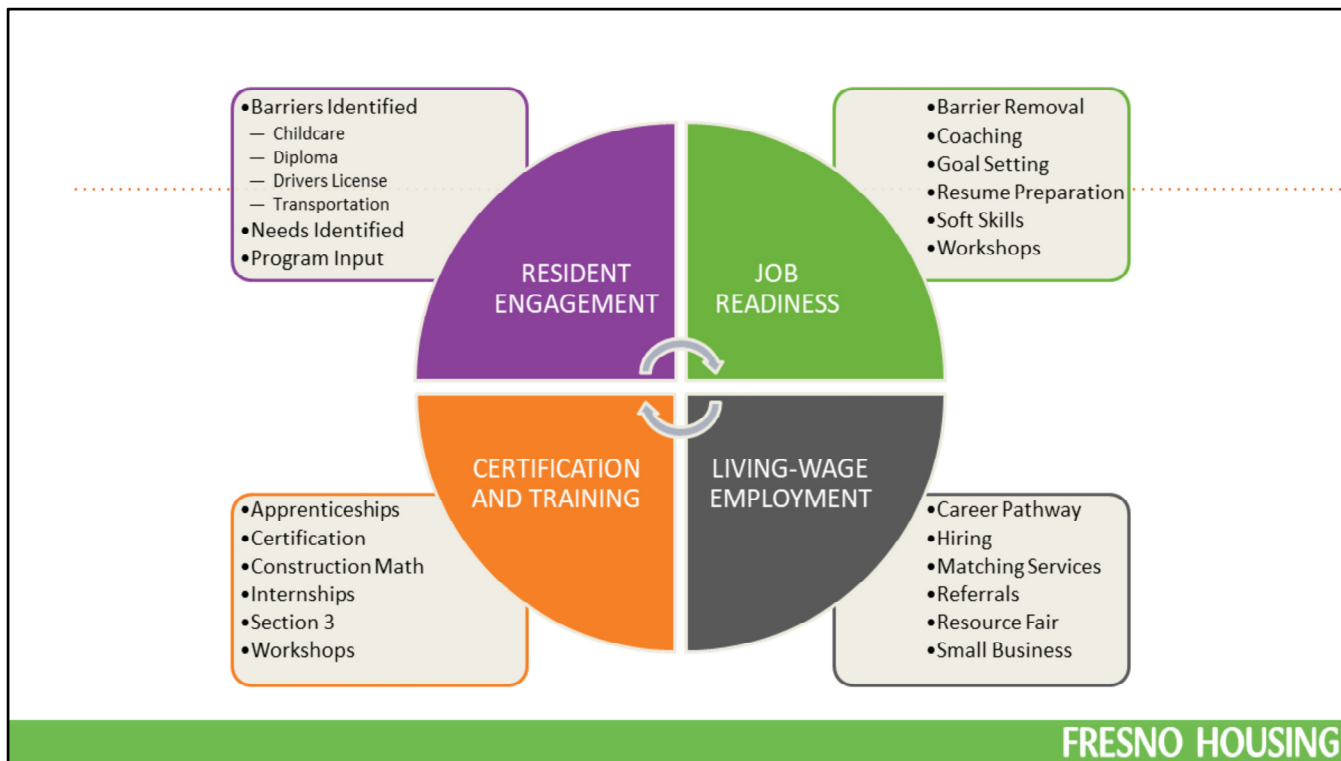 •Barriers Identified
— Childcare
— Diploma
— Drivers License
— Transportation
•Needs Identified
•Program Input
•Barrier Removal
•Coaching
•Goal Setting
•Resume Preparation
•Soft Skills
•Workshops
RESIDENT
ENGAGEMENT
JOB
READINESS
CERTIFICATION
AND TRAINING
LIVING-WAGE
EMPLOYMENT
•Apprenticeships
•Certification
•Construction Math
•Internships
•Section 3
•Workshops
•Career Pathway
•Hiring
•Matching Services
•Referrals
•Resource Fair
•Small Business
FRESNO HOUSING